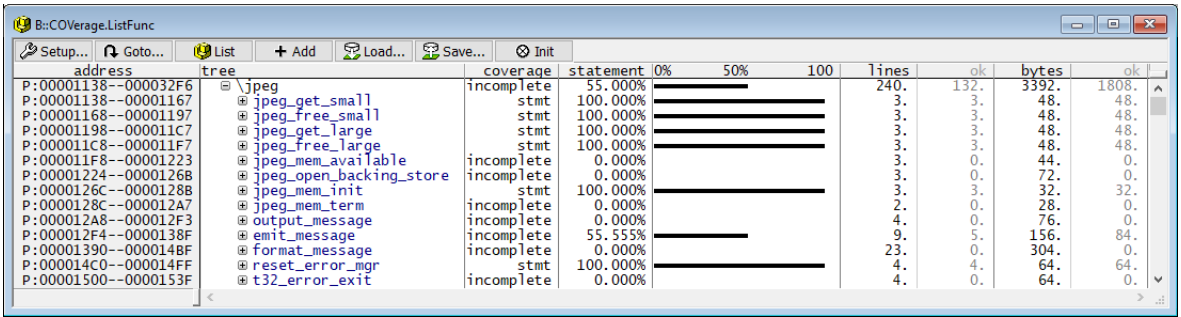 B::COVerage.ListFunc
Setup... Goto... List Add Load... Save... Init
address tree coverage statement 0% 50% 100 lines ok bytes ok
P:00001138--000032F6 \jpeg incomplete 55.000% 240. 132. 3392. 1808.
P:00001138--00001167 jpeg_get_small stmt 100.000% 3. 3. 48. 48.
P:00001168--00001197 jpeg_free_small stmt 100.000% 3. 3. 48. 48.
P:00001198--000011C7 jpeg_get_large stmt 100.000% 3. 3. 48. 48.
P:000011C8--000011F7 jpeg_free_large stmt 100.000% 3. 3. 48. 48.
P:000011F8--00001223 jpeg_mem_available incomplete 0.000% 3. 0. 44. 0.
P:00001224--0000126B jpeg_open_backing_store incomplete 0.000% 3. 0. 72. 0.
P:0000126C--0000128B jpeg_mem_init stmt 100.000% 3. 3. 32. 32.
P:0000128C--000012A7 jpeg_mem_term incomplete 0.000% 2. 0. 28. 0.
P:000012A8--000012F3 output_message incomplete 0.000% 4. 0. 76. 0.
P:000012F4--0000138F emit_message incomplete 55.555% 9. 5. 156. 84.
P:00001390--000014BF format_message incomplete 0.000% 23. 0. 304. 0.
P:000014C0--000014FF reset_error_mgr stmt 100.000% 4. 4. 64. 64.
P:00001500--0000153F t32_error_exit incomplete 0.000% 4. 0. 64. 0.